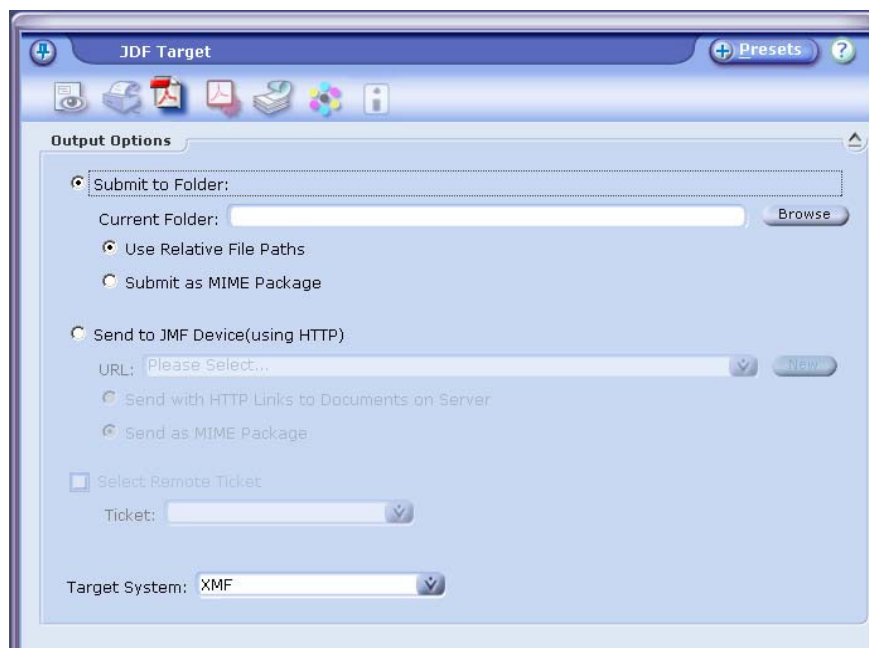 JDF Target
Presets
?
Output Options
Submit to Folder:
Current Folder:
Browse
Use Relative File Paths
Submit as MIME Package
Send to JMF Device(using HTTP)
URL: Please Select...
New
Send with HTTP Links to Documents on Server
Send as MIME Package
Select Remote Ticket
Ticket:
Target System: XMF